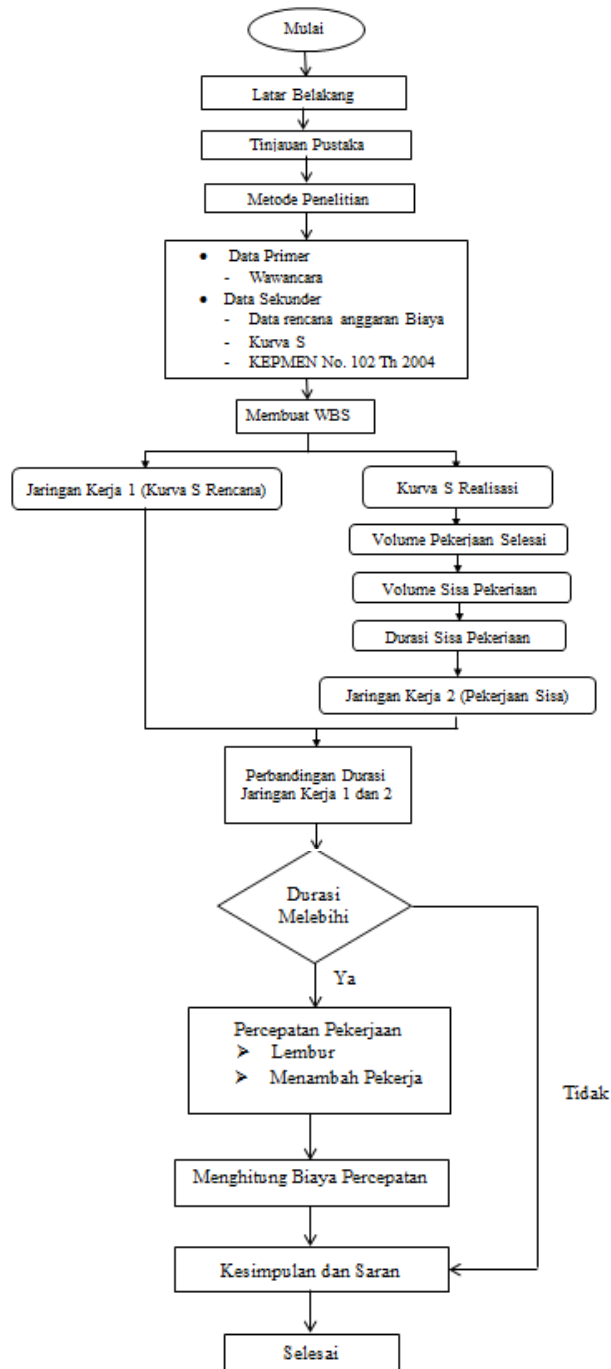 Mulai
Latar Belakang
Tinjauan Pustaka
Metode Penelitian
• Data Primer
- Wawancara
• Data Sekunder
- Data rencana anggaran Biaya
- Kurva S
- KEPMEN No. 102 Th 2004
Membuat WBS
Jaringan Kerja 1 (Kurva S Rencana)
Kurva S Realisasi
Volume Pekerjaan Selesai
Volume Sisa Pekerjaan
Durasi Sisa Pekerjaan
Jaringan Kerja 2 (Pekerjaan Sisa)
Perbandingan Durasi
Jaringan Kerja 1 dan 2
Durasi
Melebihi
Ya
Percepatan Pekerjaan
➢ Lembur
➢ Menambah Pekerja
Tidak
Menghitung Biaya Percepatan
Kesimpulan dan Saran
Selesai